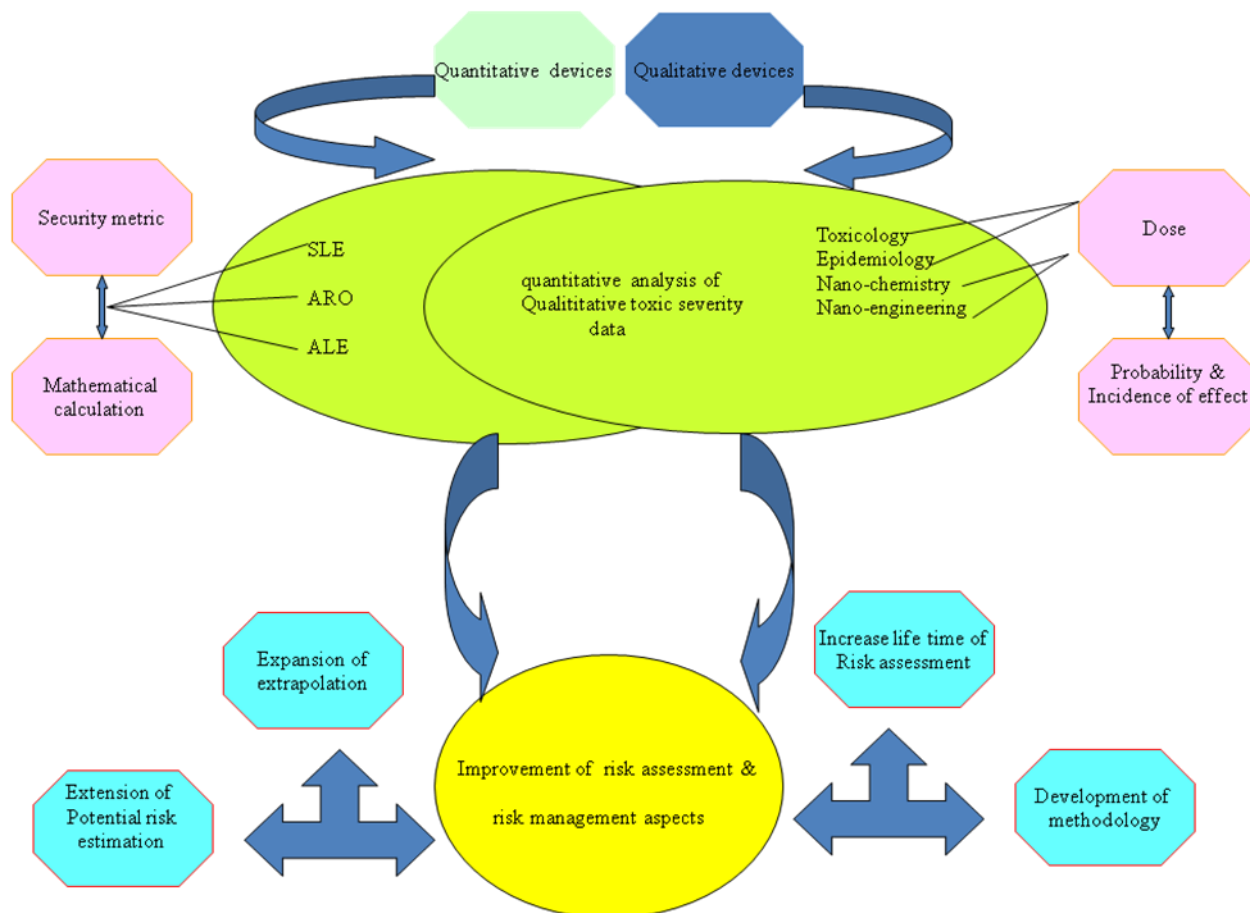 Quantitative devices
Qualitative devices
Security metric
SLE
ARO
ALE
Mathematical
calculation
quantitative analysis of
Qualititative toxic severity
data
Toxicology
Epidemiology
Nano-chemistry
Nano-engineering
Dose
Probability &
Incidence of effect
Expansion of
extrapolation
Increase life time of
Risk assessment
Extension of
Potential risk
estimation
Improvement of risk assessment &
risk management aspects
Development of
methodology